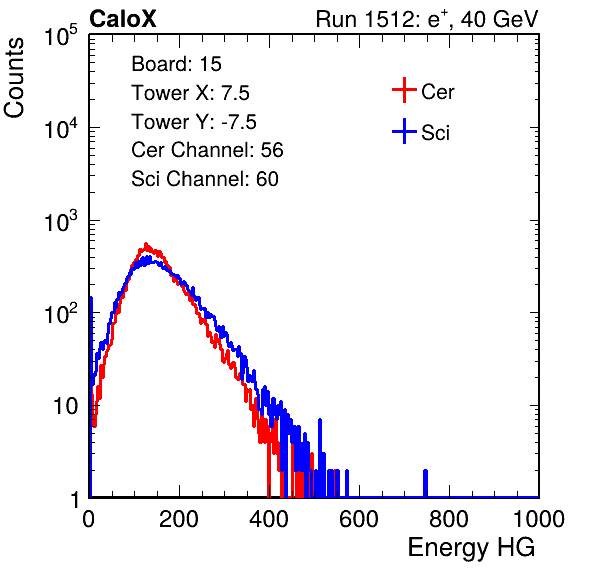 CaloX
Run 1512: e+, 40 GeV
Counts
10^5
10^4
10^3
10^2
10
1
Board: 15
Tower X: 7.5
Tower Y: -7.5
Cer Channel: 56
Sci Channel: 60
Cer
Sci
0 200 400 600 800 1000
Energy HG